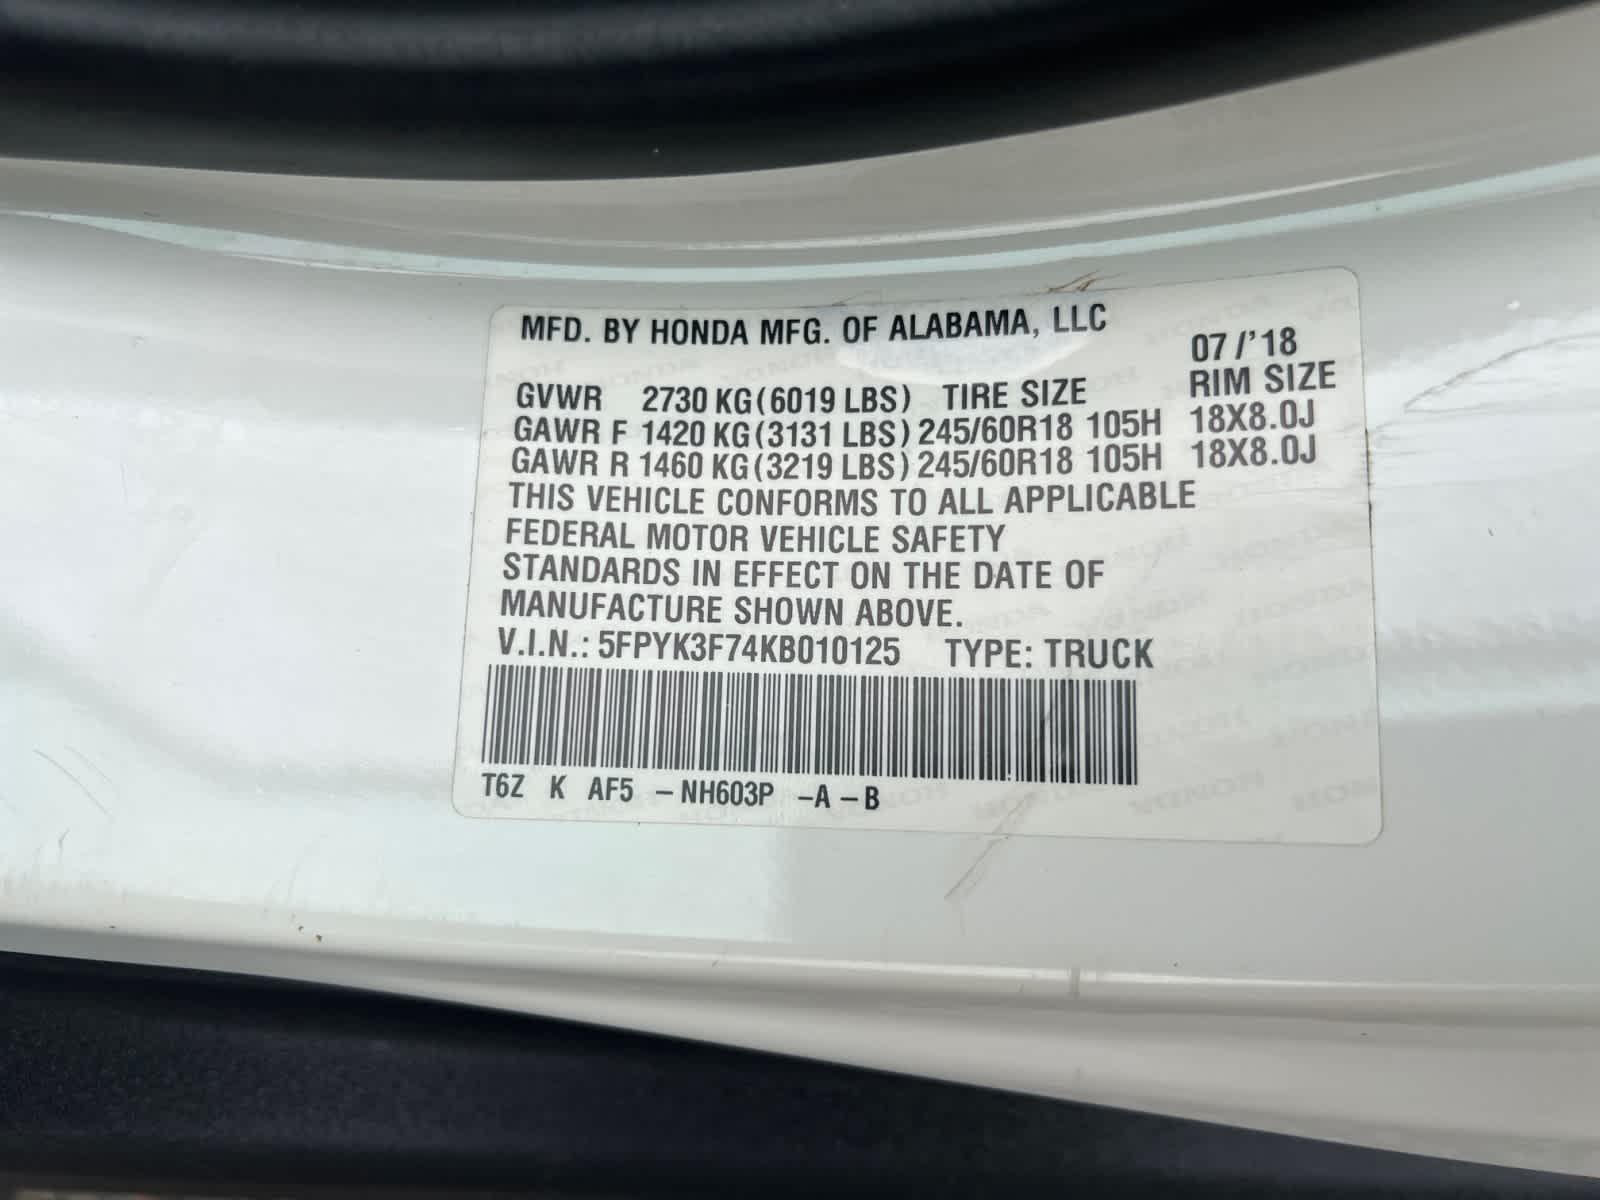 MFD. BY HONDA MFG. OF ALABAMA, LLC
07/'18
GVWR 2730 KG(6019 LBS) TIRE SIZE RIM SIZE
GAWR F 1420 KG(3131 LBS) 245/60R18 105H 18X8.0J
GAWR R 1460 KG(3219 LBS) 245/60R18 105H 18X8.0J
THIS VEHICLE CONFORMS TO ALL APPLICABLE
FEDERAL MOTOR VEHICLE SAFETY
STANDARDS IN EFFECT ON THE DATE OF
MANUFACTURE SHOWN ABOVE.
V.I.N.: 5FPYK3F74KB010125 TYPE: TRUCK
T6Z K AF5 -NH603P -A-B